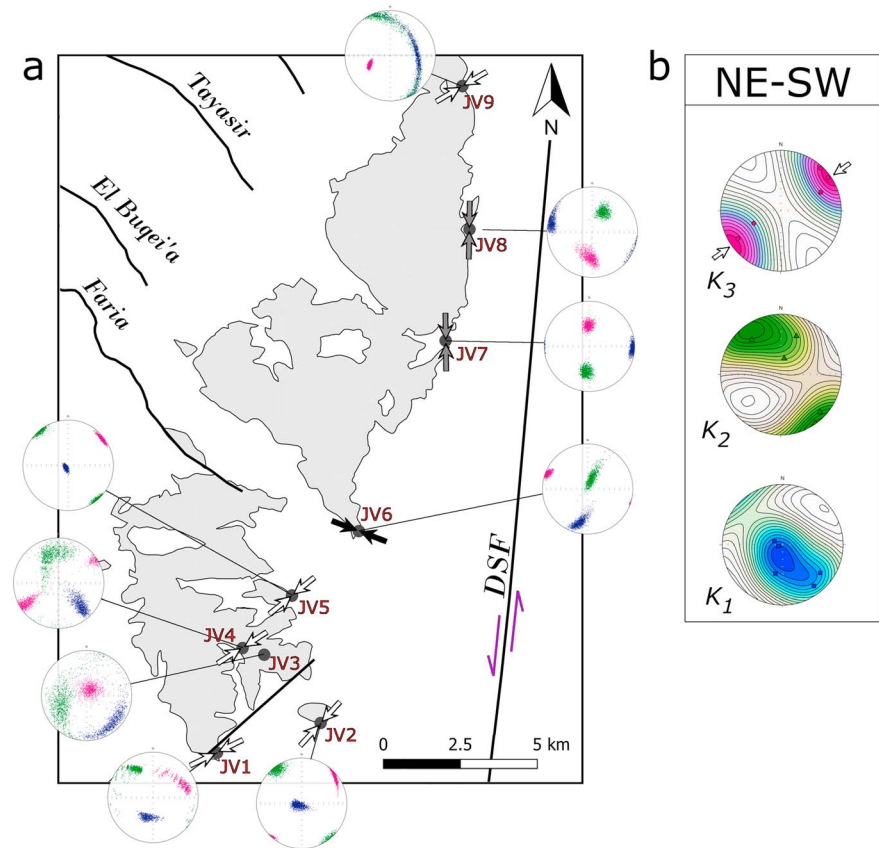 a
b
NE-SW
Tayasir
JV9
N
El Buqei'a
JV8
N
K3
Faria
JV7
N
K2
JV6
DSF
N
K1
JV5
JV4
JV3
JV2
0 2.5 5 km
JV1